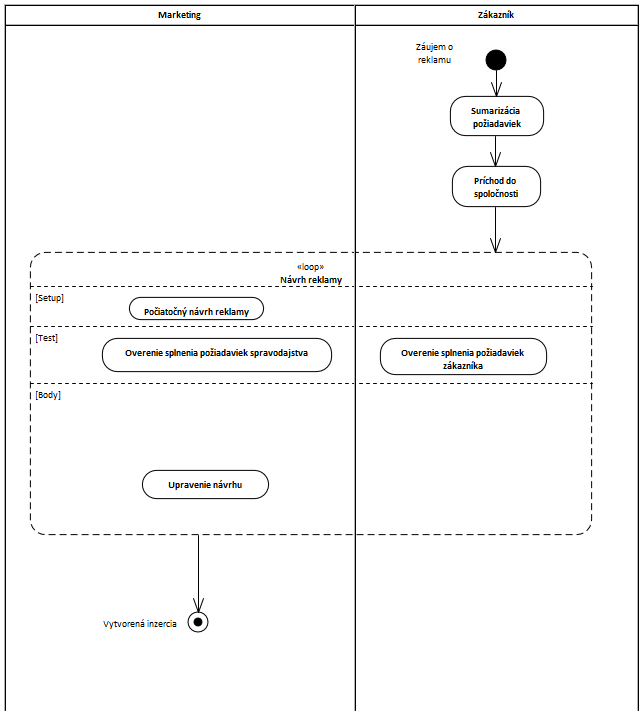 Marketing
Zákazník
Záujem o
reklamu
Sumarizácia
požiadaviek
Príchod do
spoločnosti
«loop»
Návrh reklamy
[Setup]
Počiatočný návrh reklamy
[Test]
Overenie splnenia požiadaviek spravodajstva
Overenie splnenia požiadaviek
zákazníka
[Body]
Upravenie návrhu
Vytvorená inzercia